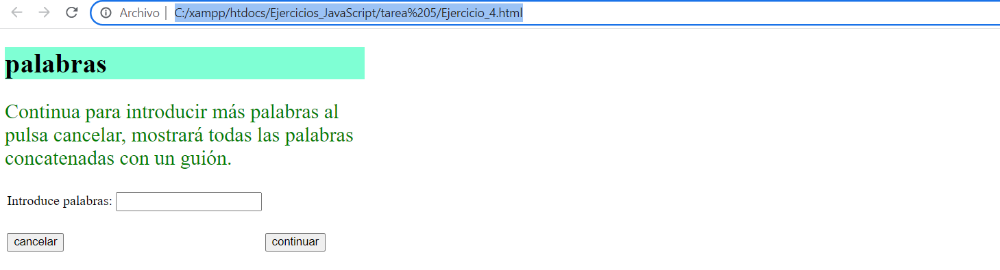 Archivo | C:/xampp/htdocs/Ejercicios_JavaScript/tarea%205/Ejercicio_4.html
palabras
Continua para introducir más palabras al
pulsa cancelar, mostrará todas las palabras
concatenadas con un guión.
Introduce palabras:
cancelar continuar